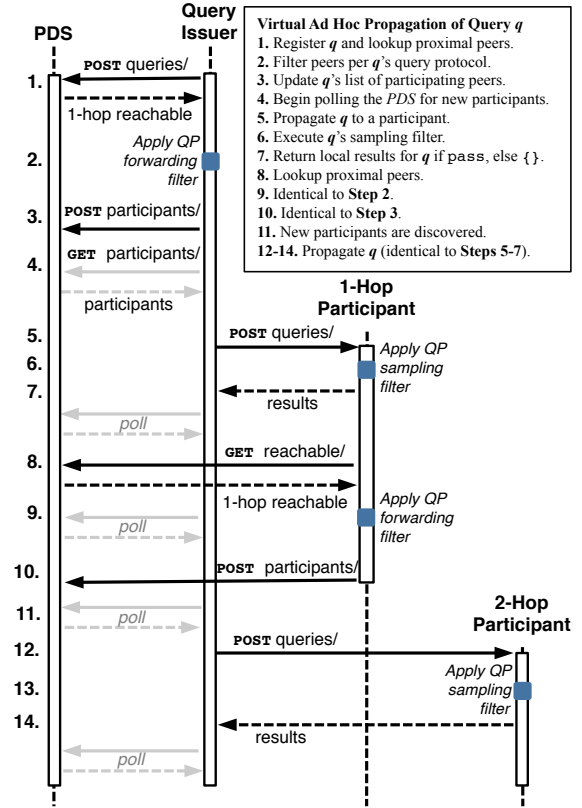 PDS
Query
Issuer
Virtual Ad Hoc Propagation of Query q
1. Register q and lookup proximal peers.
2. Filter peers per q's query protocol.
3. Update q's list of participating peers.
4. Begin polling the PDS for new participants.
5. Propagate q to a participant.
6. Execute q's sampling filter.
7. Return local results for q if pass, else {}.
8. Lookup proximal peers.
9. Identical to Step 2.
10. Identical to Step 3.
11. New participants are discovered.
12-14. Propagate q (identical to Steps 5-7).
1.
POST queries/
1-hop reachable
2.
Apply QP
forwarding
filter
3.
POST participants/
4.
GET participants/
participants
1-Hop
Participant
5.
POST queries/
6.
Apply QP
sampling
filter
7.
results
poll
8.
GET reachable/
1-hop reachable
9.
poll
Apply QP
forwarding
filter
10.
POST participants/
11.
poll
2-Hop
Participant
12.
POST queries/
13.
Apply QP
sampling
filter
14.
results
poll